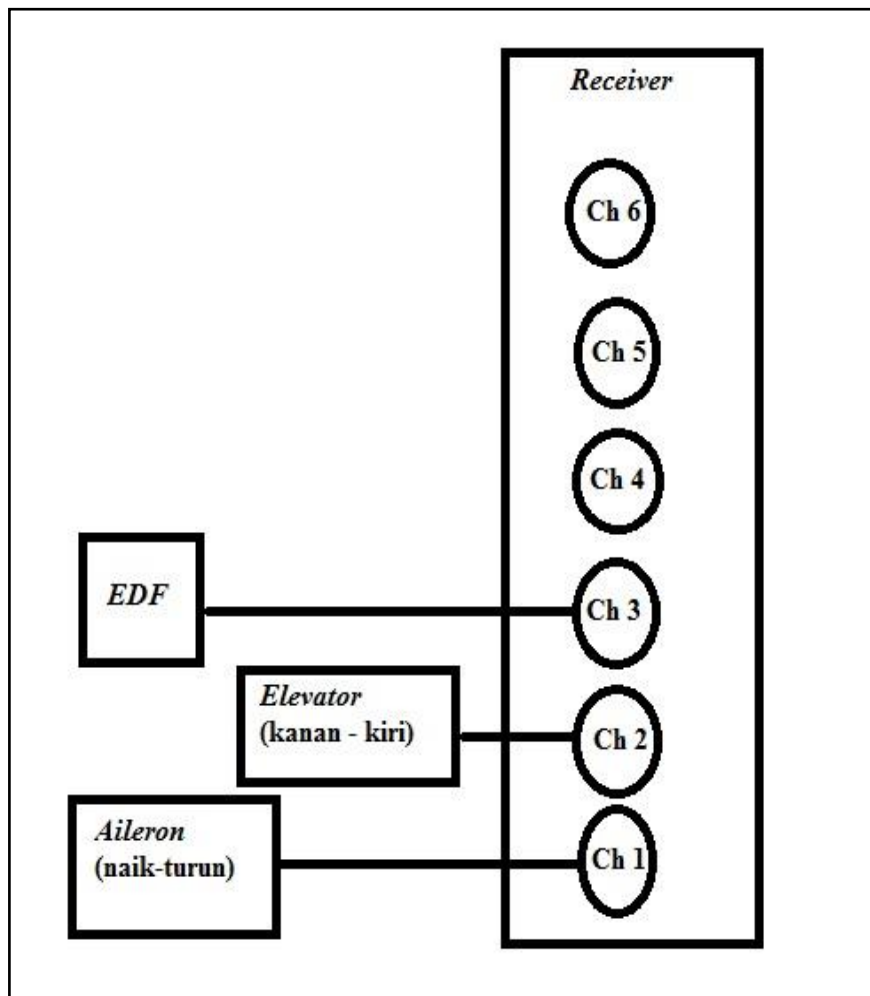 Receiver
Ch 6
Ch 5
Ch 4
EDF
Ch 3
Elevator
(kanan - kiri)
Ch 2
Aileron
(naik-turun)
Ch 1